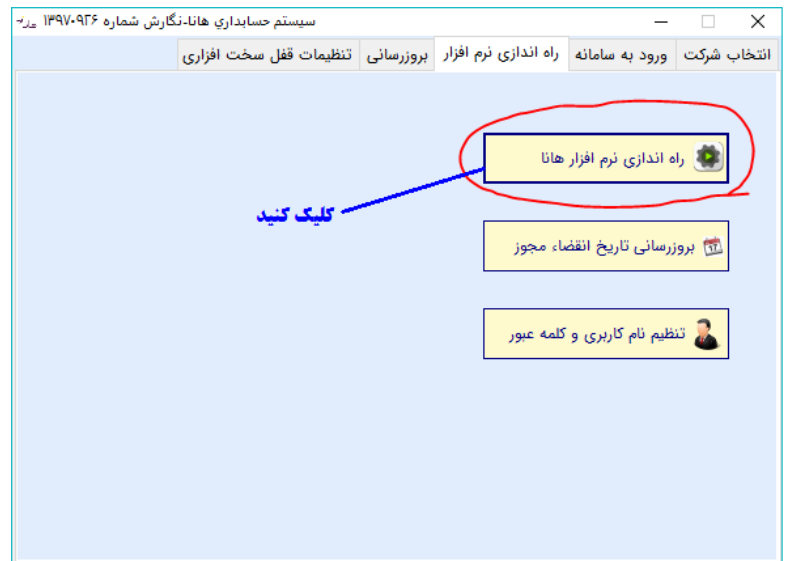 سيستم حسابداري هانا-نگارش شماره ۱۳۹۷۰۹۲۶
انتخاب شرکت ورود به سامانه راه اندازی نرم افزار بروزرسانی تنظیمات قفل سخت افزاری
راه اندازی نرم افزار هانا
کلیک کنید
بروزرسانی تاریخ انقضاء مجوز
تنظیم نام کاربری و کلمه عبور